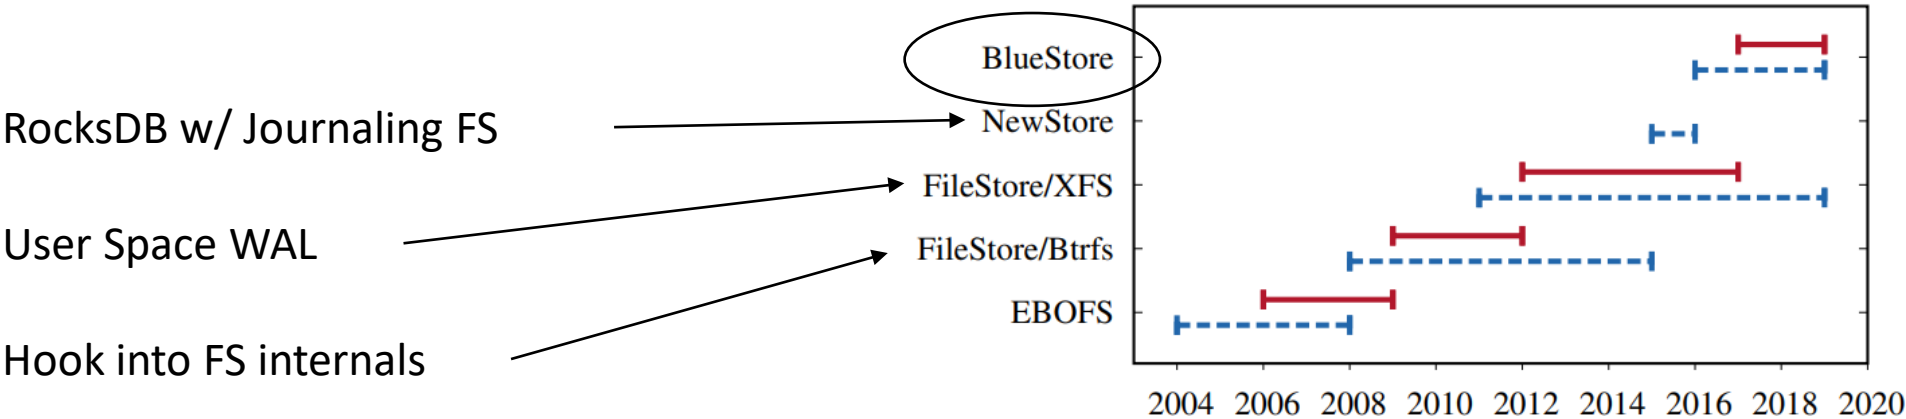 BlueStore
RocksDB w/ Journaling FS
NewStore
User Space WAL
FileStore/XFS
FileStore/Btrfs
Hook into FS internals
EBOFS
2004 2006 2008 2010 2012 2014 2016 2018 2020